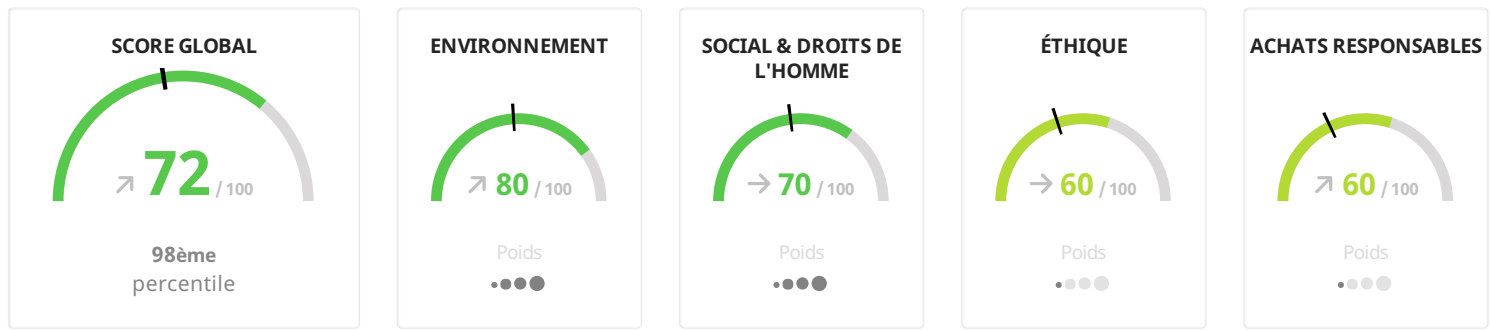 SCORE GLOBAL
72 / 100
98ème
percentile
ENVIRONNEMENT
80 / 100
Poids
SOCIAL & DROITS DE
L'HOMME
70 / 100
Poids
ÉTHIQUE
60 / 100
Poids
ACHATS RESPONSABLES
60 / 100
Poids